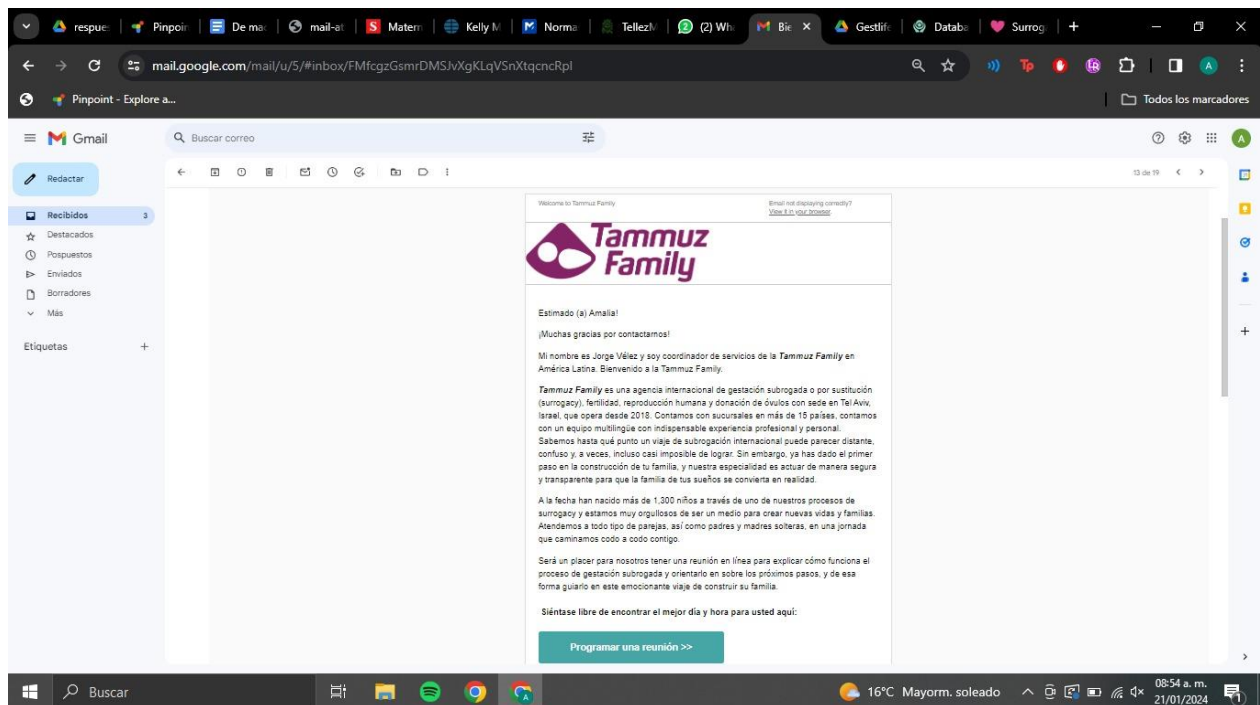 respues
Pinpoin
De mac
mail-at
Matern
Kelly M
Norma
TellezM
(2) Wh
Bie
Gestlife
Databa
Surrog
mail.google.com/mail/u/5/#inbox/FMfcgzGsmrDMSJvXgKLqVSnXtqcncRpl
Pinpoint - Explore a...
Todos los marcadores
Gmail
Buscar correo
Redactar
13 de 19
Recibidos 3
Destacados
Pospuestos
Enviados
Borradores
Más
Etiquetas
Welcome to Tammuz Family
Email not displaying correctly?
View it in your browser.
Tammuz
Family
Estimado (a) Amalia!
¡Muchas gracias por contactarnos!
Mi nombre es Jorge Vélez y soy coordinador de servicios de la Tammuz Family en
América Latina. Bienvenido a la Tammuz Family.
Tammuz Family es una agencia internacional de gestación subrogada o por sustitución
(surrogacy), fertilidad, reproducción humana y donación de óvulos con sede en Tel Aviv,
Israel, que opera desde 2018. Contamos con sucursales en más de 15 países, contamos
con un equipo multilingüe con indispensable experiencia profesional y personal.
Sabemos hasta qué punto un viaje de subrogación internacional puede parecer distante,
confuso y, a veces, incluso casi imposible de lograr. Sin embargo, ya has dado el primer
paso en la construcción de tu familia, y nuestra especialidad es actuar de manera segura
y transparente para que la familia de tus sueños se convierta en realidad.
A la fecha han nacido más de 1,300 niños a través de uno de nuestros procesos de
surrogacy y estamos muy orgullosos de ser un medio para crear nuevas vidas y familias.
Atendemos a todo tipo de parejas, así como padres y madres solteras, en una jornada
que caminamos codo a codo contigo.
Será un placer para nosotros tener una reunión en línea para explicar cómo funciona el
proceso de gestación subrogada y orientarlo en sobre los próximos pasos, y de esa
forma guiarlo en este emocionante viaje de construir su familia.
Siéntase libre de encontrar el mejor día y hora para usted aquí:
Programar una reunión >>
Buscar
16°C Mayorm. soleado
08:54 a. m.
21/01/2024